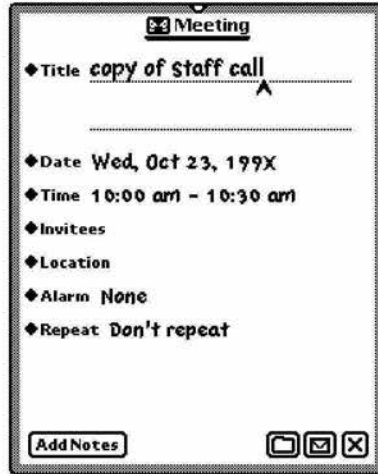 Meeting
Title copy of staff call
Date Wed, Oct 23, 199X
Time 10:00 am - 10:30 am
Invitees
Location
Alarm None
Repeat Don't repeat
Add Notes